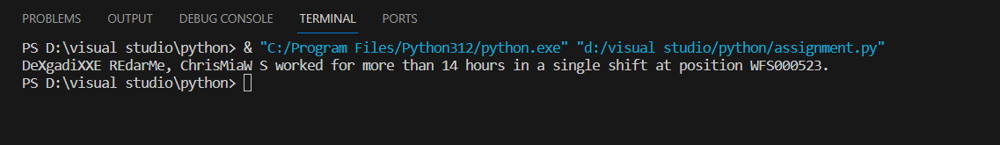 PROBLEMS OUTPUT DEBUG CONSOLE TERMINAL PORTS
PS D:\visual studio\python> & "C:/Program Files/Python312/python.exe" "d:/visual studio/python/assignment.py"
DeXgadiXXE REdarMe, ChrisMiaW S worked for more than 14 hours in a single shift at position WFS000523.
PS D:\visual studio\python>